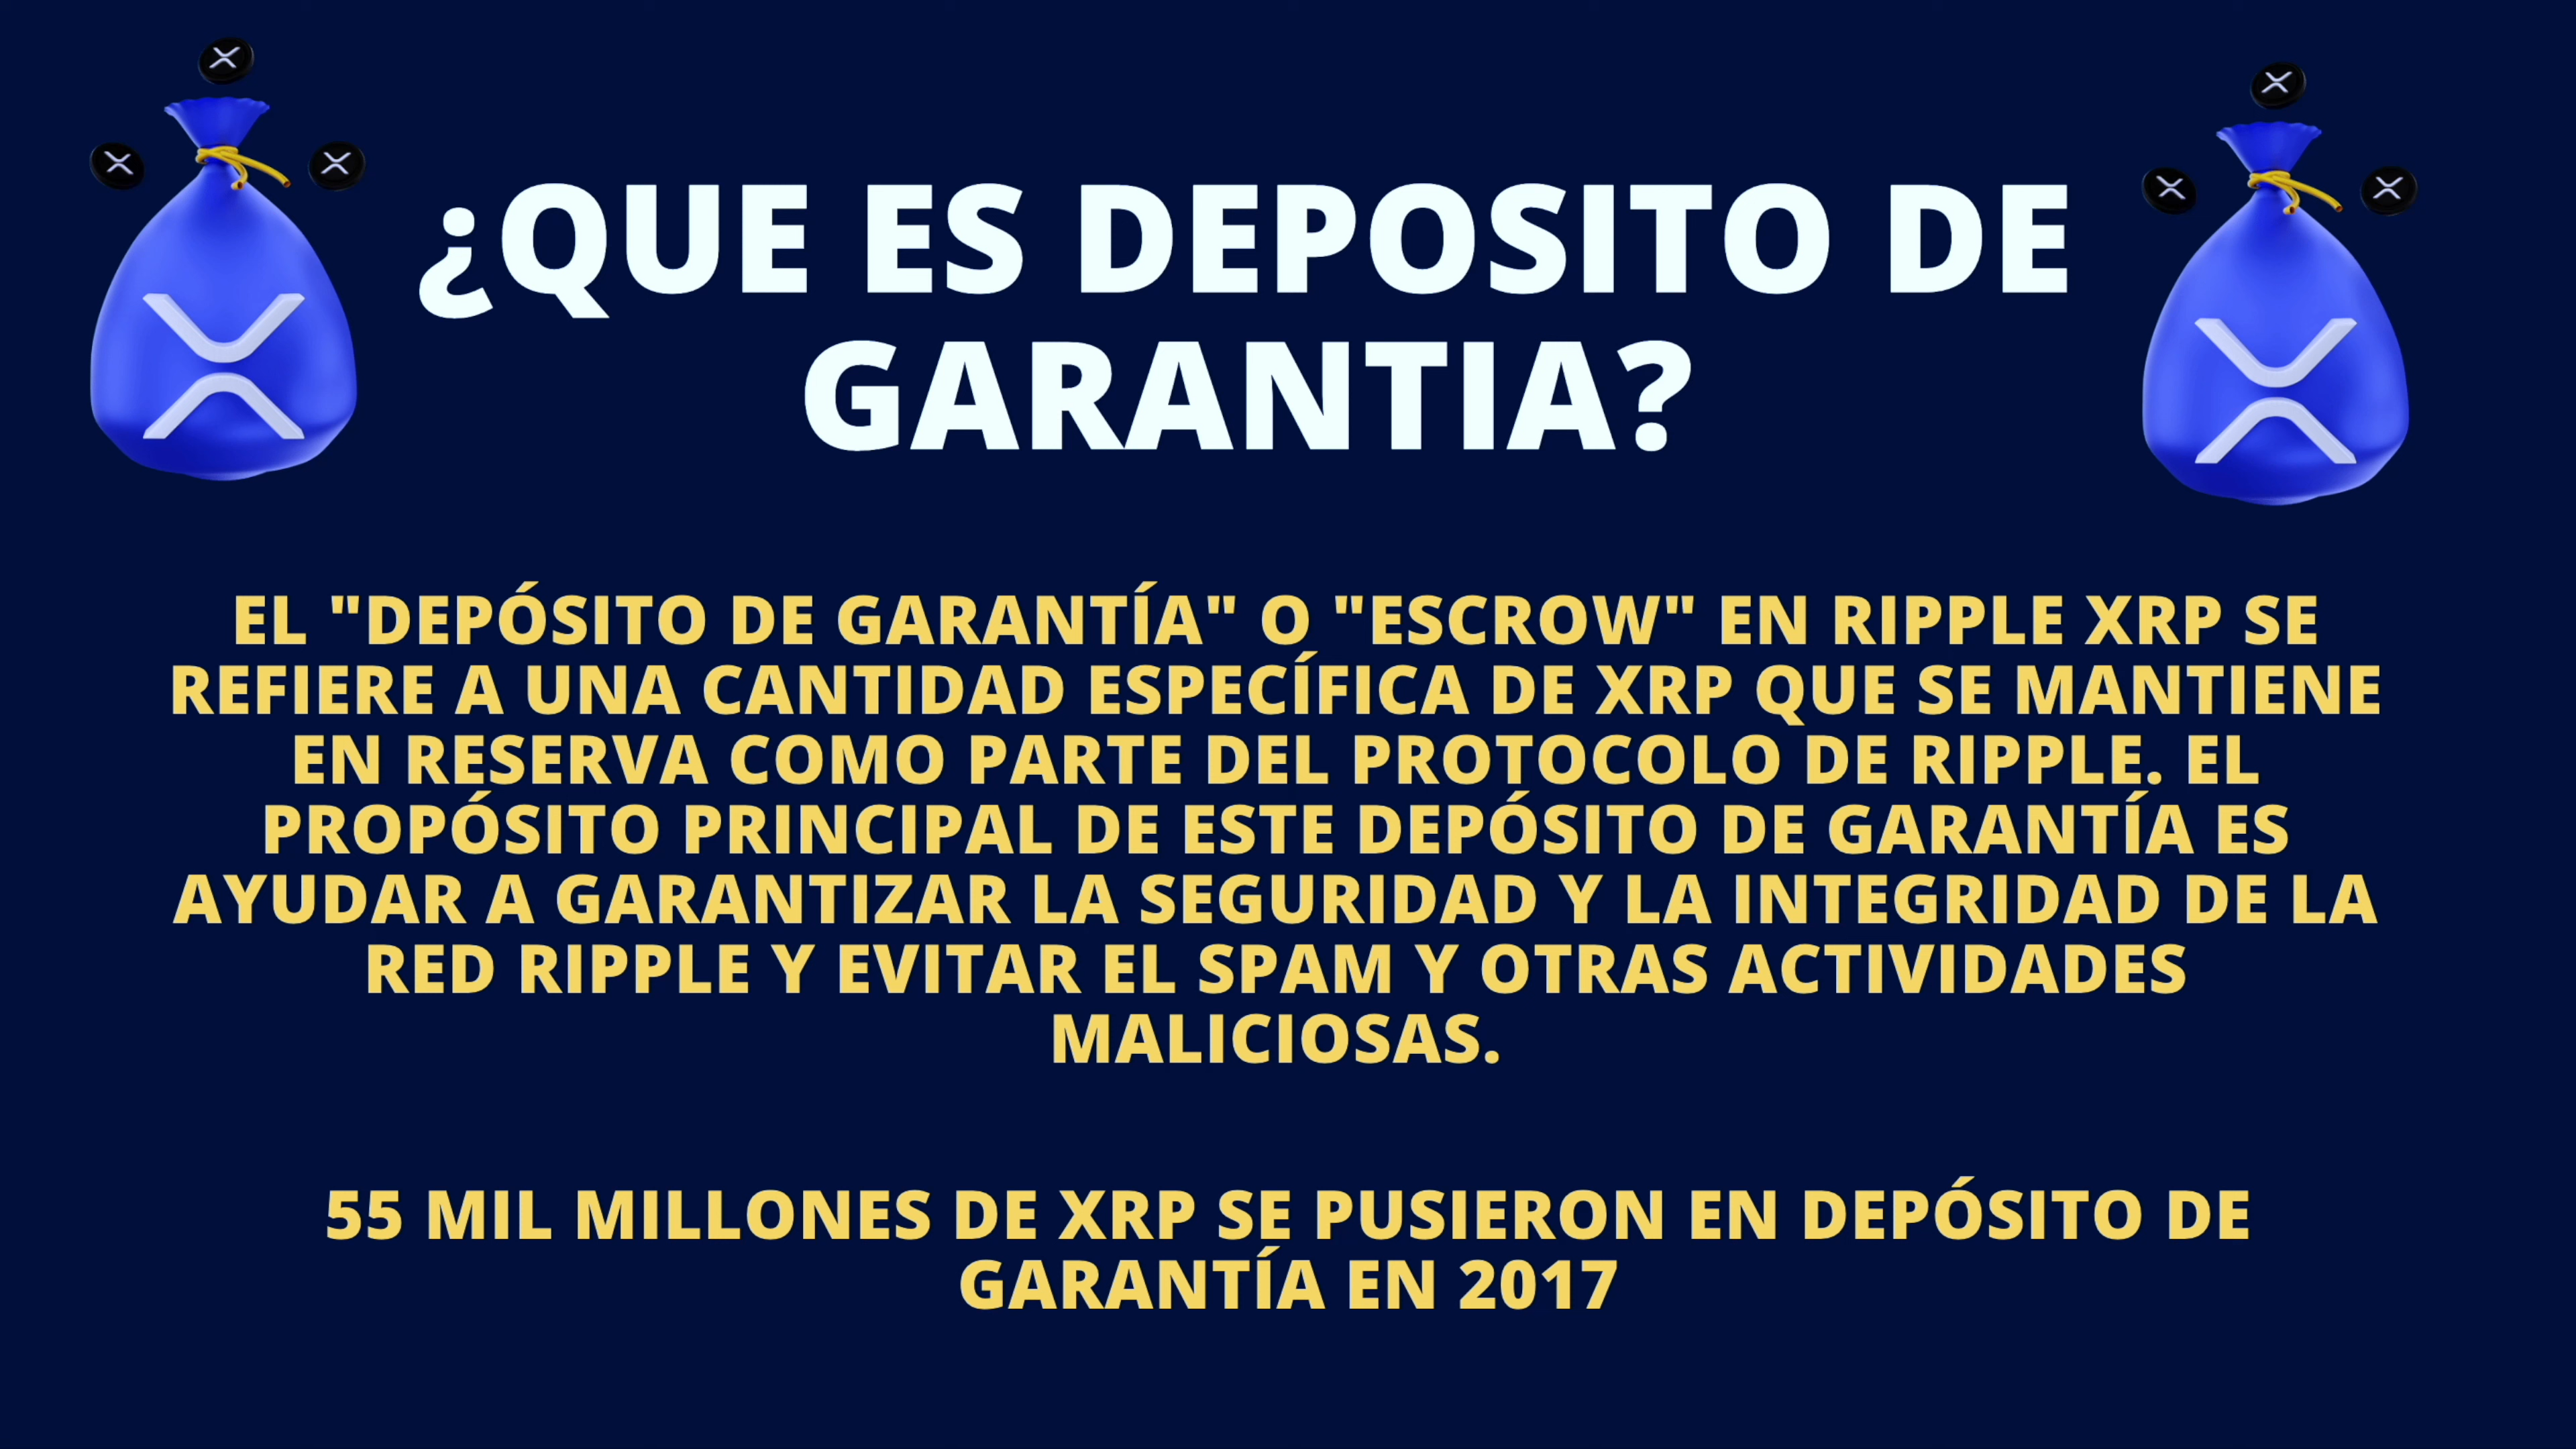 ¿QUE ES DEPOSITO DE
GARANTIA?
EL "DEPÓSITO DE GARANTÍA" O "ESCROW" EN RIPPLE XRP SE
REFIERE A UNA CANTIDAD ESPECÍFICA DE XRP QUE SE MANTIENE
EN RESERVA COMO PARTE DEL PROTOCOLO DE RIPPLE. EL
PROPÓSITO PRINCIPAL DE ESTE DEPÓSITO DE GARANTÍA ES
AYUDAR A GARANTIZAR LA SEGURIDAD Y LA INTEGRIDAD DE LA
RED RIPPLE Y EVITAR EL SPAM Y OTRAS ACTIVIDADES
MALICIOSAS.
55 MIL MILLONES DE XRP SE PUSIERON EN DEPÓSITO DE
GARANTÍA EN 2017